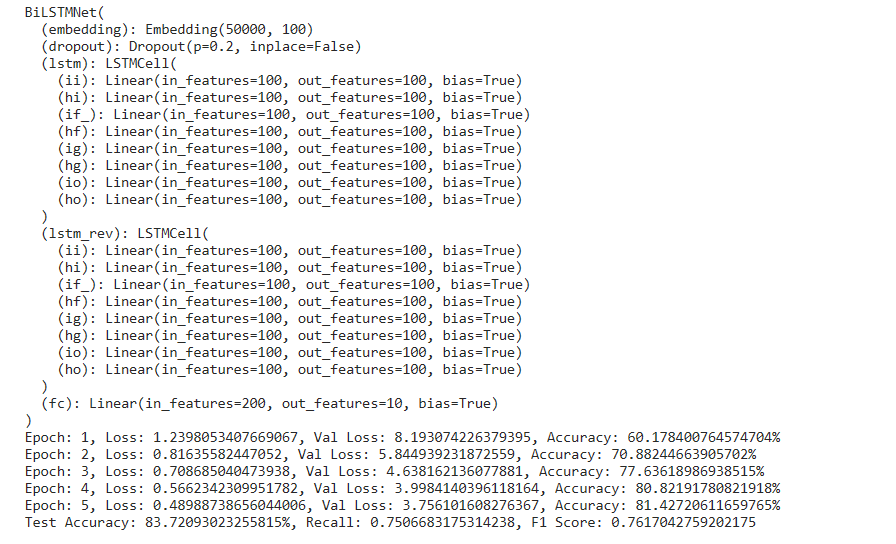 BiLSTMNet(
(embedding): Embedding(50000, 100)
(dropout): Dropout(p=0.2, inplace=False)
(lstm): LSTMCell(
(ii): Linear(in_features=100, out_features=100, bias=True)
(hi): Linear(in_features=100, out_features=100, bias=True)
(if_): Linear(in_features=100, out_features=100, bias=True)
(hf): Linear(in_features=100, out_features=100, bias=True)
(ig): Linear(in_features=100, out_features=100, bias=True)
(hg): Linear(in_features=100, out_features=100, bias=True)
(io): Linear(in_features=100, out_features=100, bias=True)
(ho): Linear(in_features=100, out_features=100, bias=True)
)
(lstm_rev): LSTMCell(
(ii): Linear(in_features=100, out_features=100, bias=True)
(hi): Linear(in_features=100, out_features=100, bias=True)
(if_): Linear(in_features=100, out_features=100, bias=True)
(hf): Linear(in_features=100, out_features=100, bias=True)
(ig): Linear(in_features=100, out_features=100, bias=True)
(hg): Linear(in_features=100, out_features=100, bias=True)
(io): Linear(in_features=100, out_features=100, bias=True)
(ho): Linear(in_features=100, out_features=100, bias=True)
)
(fc): Linear(in_features=200, out_features=10, bias=True)
)
Epoch: 1, Loss: 1.2398053407669067, Val Loss: 8.193074226379395, Accuracy: 60.178400764574704%
Epoch: 2, Loss: 0.81635582447052, Val Loss: 5.844939231872559, Accuracy: 70.88244663905702%
Epoch: 3, Loss: 0.708685040473938, Val Loss: 4.638162136077881, Accuracy: 77.63618986938515%
Epoch: 4, Loss: 0.5662342309951782, Val Loss: 3.9984140396118164, Accuracy: 80.82191780821918%
Epoch: 5, Loss: 0.48988738656044006, Val Loss: 3.756101608276367, Accuracy: 81.42720611659765%
Test Accuracy: 83.72093023255815%, Recall: 0.7506683175314238, F1 Score: 0.7617042759202175